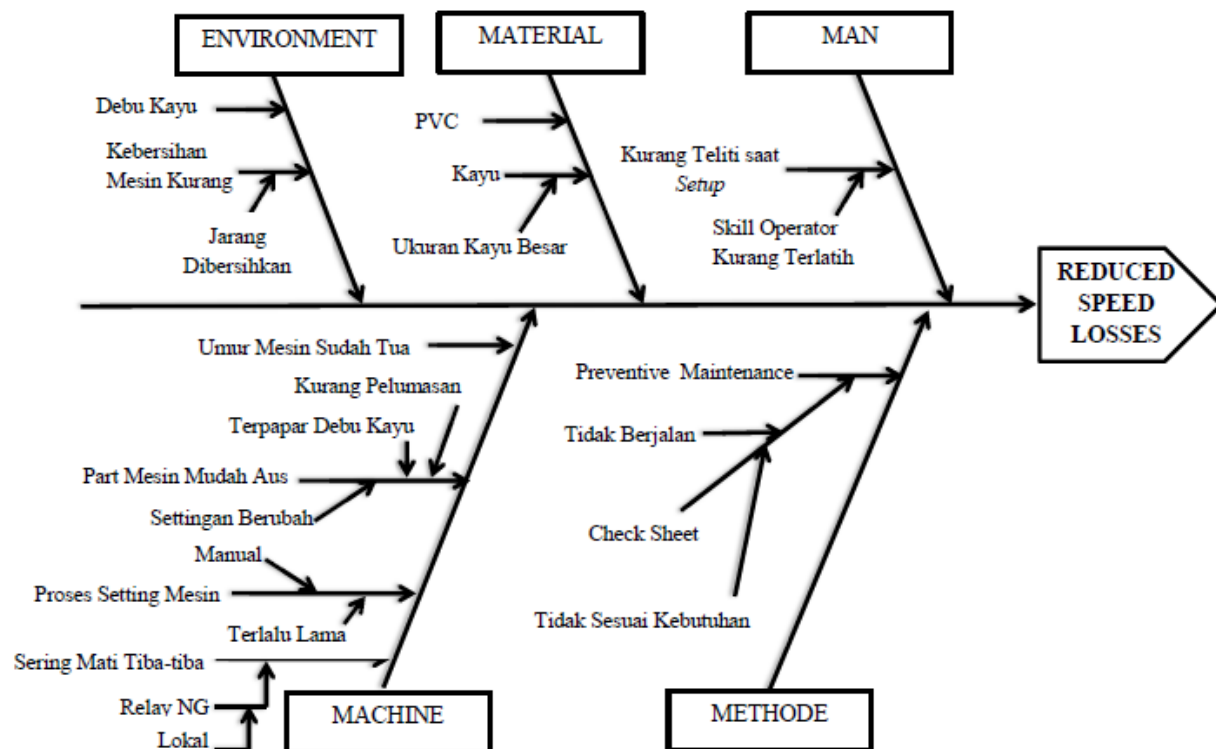 ENVIRONMENT
MATERIAL
MAN
Debu Kayu
Kebersihan
Mesin Kurang
Jarang
Dibersihkan
PVC
Kayu
Ukuran Kayu Besar
Kurang Teliti saat
Setup
Skill Operator
Kurang Terlatih
REDUCED
SPEED
LOSSES
Umur Mesin Sudah Tua
Kurang Pelumasan
Terpapar Debu Kayu
Part Mesin Mudah Aus
Settingan Berubah
Manual
Proses Setting Mesin
Terlalu Lama
Sering Mati Tiba-tiba
Relay NG
Lokal
MACHINE
Preventive Maintenance
Tidak Berjalan
Check Sheet
Tidak Sesuai Kebutuhan
METHODE